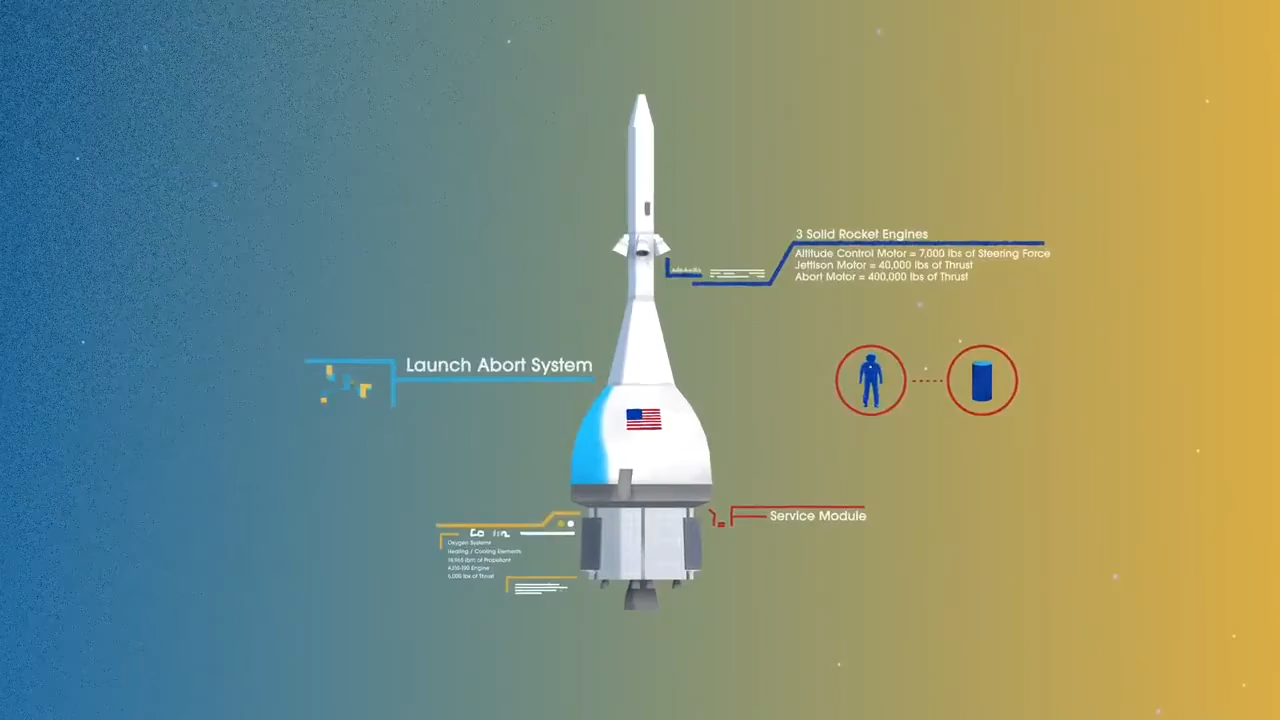 3 Solid Rocket Engines
Altitude Control Motor = 7,000 lbs of Steering Force
Jettison Motor = 40,000 lbs of Thrust
Abort Motor = 400,000 lbs of Thrust
Launch Abort System
Service Module
Oxygen Systems
Heating / Cooling Elements
of Propellant
Engine
6,000 lbs of Thrust